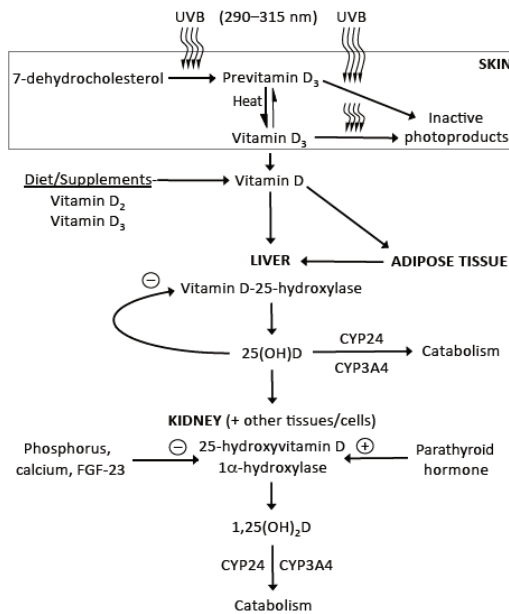 UVB (290–315 nm) UVB
SKIN
7-dehydrocholesterol Previtamin D₃
Heat
Inactive
photoproducts
Vitamin D₃
Diet/Supplements Vitamin D
Vitamin D₂
Vitamin D₃
LIVER ADIPOSE TISSUE
− Vitamin D-25-hydroxylase
CYP24
25(OH)D Catabolism
CYP3A4
KIDNEY (+ other tissues/cells)
Phosphorus,
calcium, FGF-23
− 25-hydroxyvitamin D +
1α-hydroxylase
Parathyroid
hormone
1,25(OH)₂D
CYP24 CYP3A4
Catabolism